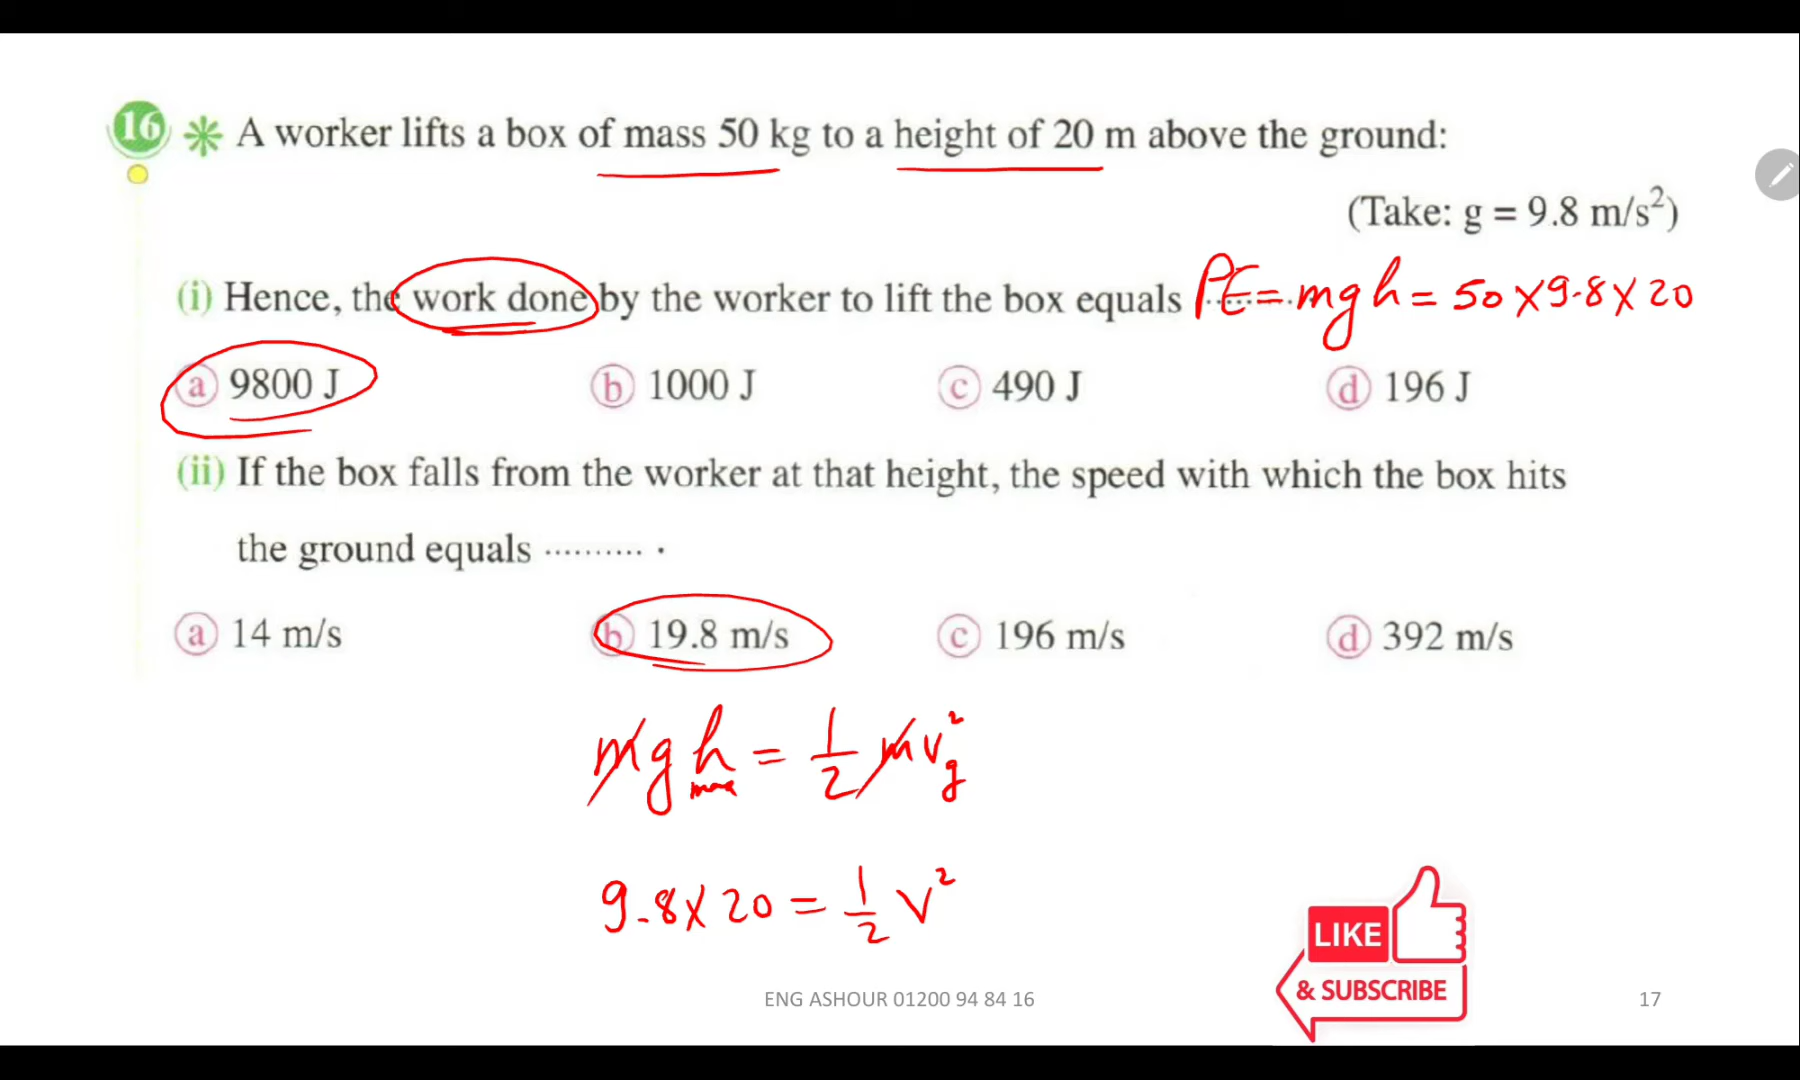 16 * A worker lifts a box of mass 50 kg to a height of 20 m above the ground:
(Take: g = 9.8 m/s²)
(i) Hence, the work done by the worker to lift the box equals .......... PE = mgh = 50 × 9.8 × 20
a 9800 J b 1000 J c 490 J d 196 J
(ii) If the box falls from the worker at that height, the speed with which the box hits
the ground equals .......... .
a 14 m/s b 19.8 m/s c 196 m/s d 392 m/s
mgh max = 1/2 mv²g
9.8 × 20 = 1/2 v²
LIKE
& SUBSCRIBE
ENG ASHOUR 01200 94 84 16 17